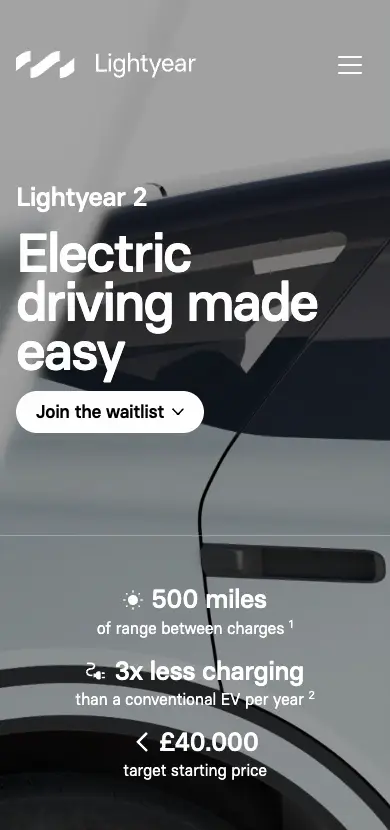 Lightyear
Lightyear 2
Electric
driving made
easy
Join the waitlist
500 miles
of range between charges ¹
3x less charging
than a conventional EV per year ²
< £40.000
target starting price